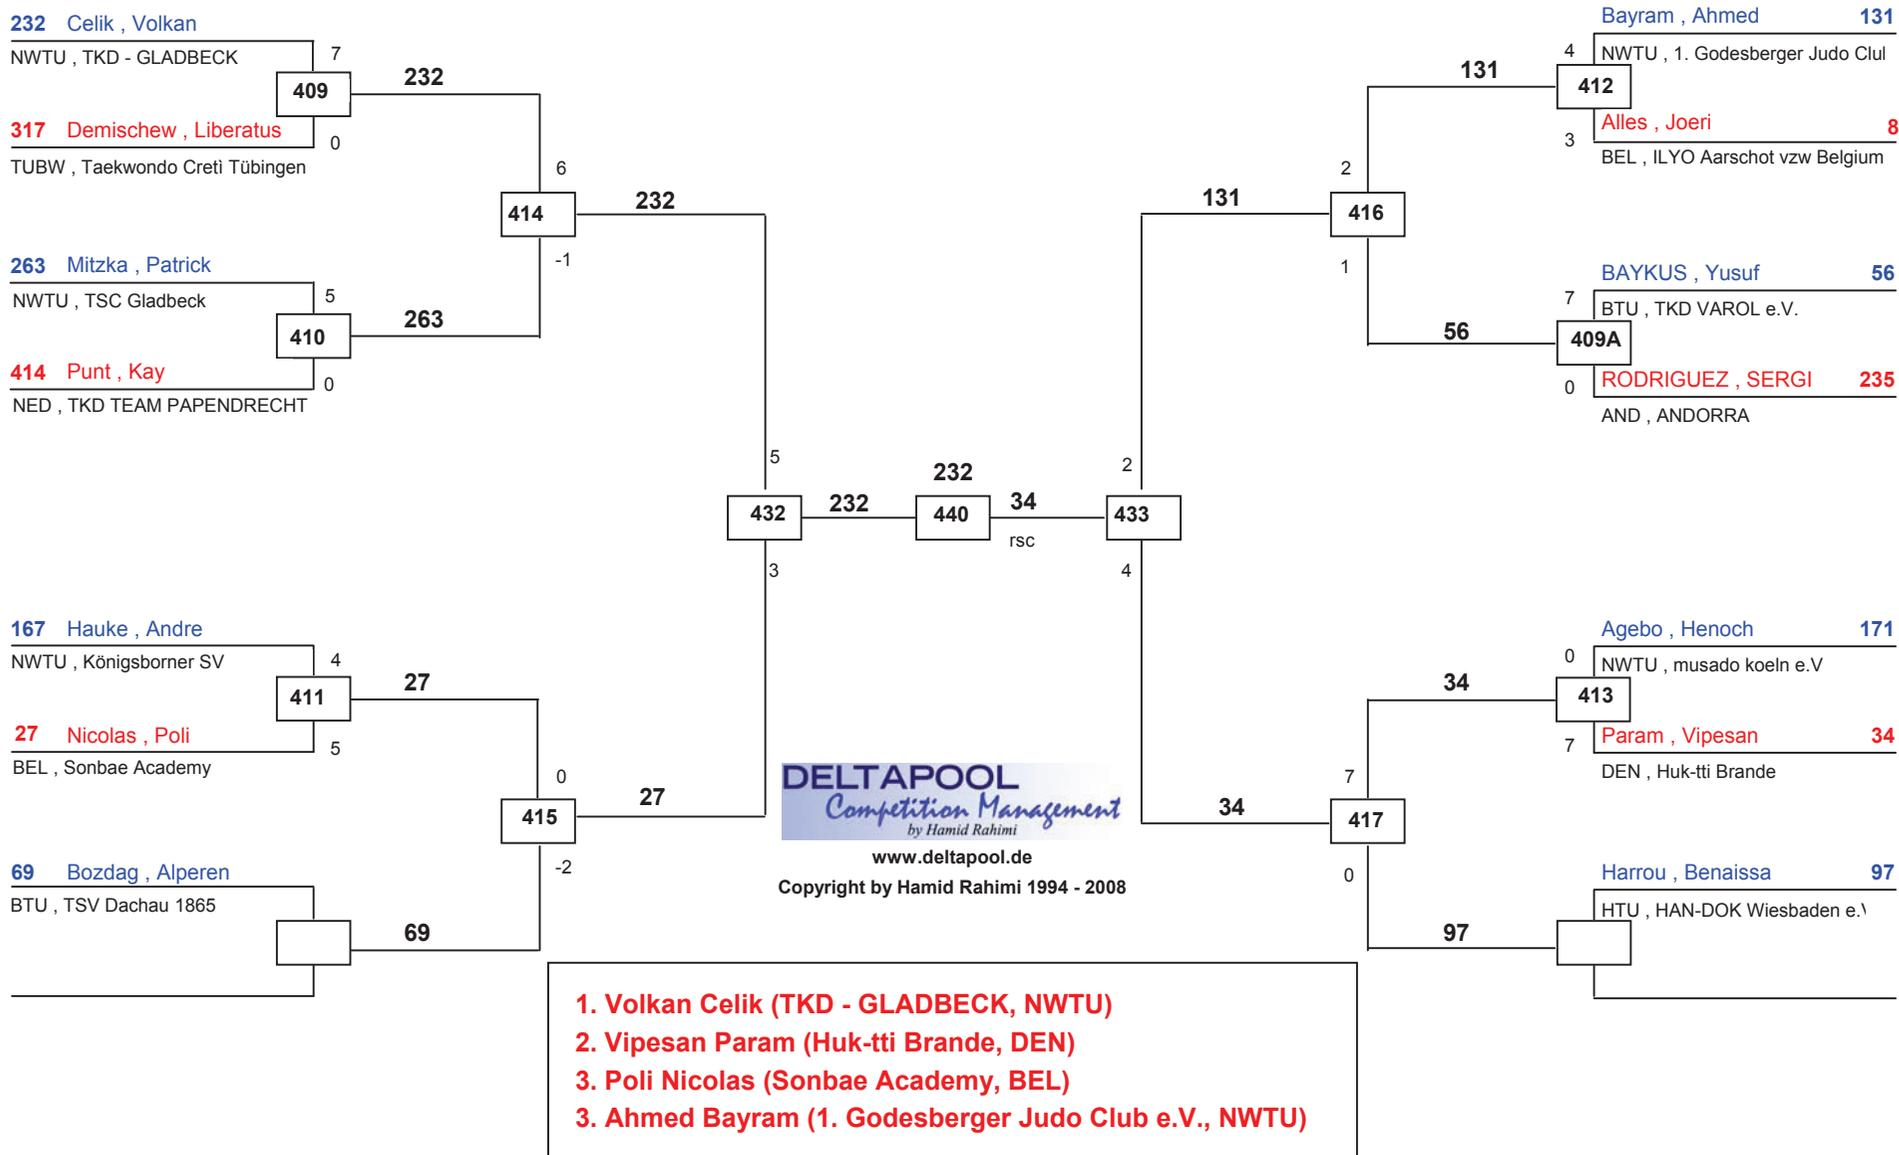 232 Celik , Volkan
NWTU , TKD - GLADBECK
7
409
232
317 Demischew , Liberatus
0
TUBW , Taekwondo Cretì Tübingen
6
414
232
-1
263 Mitzka , Patrick
NWTU , TSC Gladbeck
5
410
263
414 Punt , Kay
0
NED , TKD TEAM PAPENDRECHT
5
432
232
3
167 Hauke , Andre
NWTU , Königsborner SV
4
411
27
27 Nicolas , Poli
5
BEL , Sonbae Academy
0
415
27
-2
69 Bozdag , Alperen
BTU , TSV Dachau 1865
69
232
440
34
rsc
2
433
4
Bayram , Ahmed 131
4
NWTU , 1. Godesberger Judo Clul
131
412
Alles , Joeri 8
3
BEL , ILYO Aarschot vzw Belgium
2
131
416
1
BAYKUS , Yusuf 56
7
BTU , TKD VAROL e.V.
56
409A
RODRIGUEZ , SERGI 235
0
AND , ANDORRA
Agebo , Henoch 171
0
NWTU , musado koeln e.V
34
413
Param , Vipesan 34
7
DEN , Huk-tti Brande
7
34
417
0
Harrou , Benaissa 97
HTU , HAN-DOK Wiesbaden e.V
97
DELTAPOOL
Competition Management
by Hamid Rahimi
www.deltapool.de
Copyright by Hamid Rahimi 1994 - 2008
1. Volkan Celik (TKD - GLADBECK, NWTU)
2. Vipesan Param (Huk-tti Brande, DEN)
3. Poli Nicolas (Sonbae Academy, BEL)
3. Ahmed Bayram (1. Godesberger Judo Club e.V., NWTU)